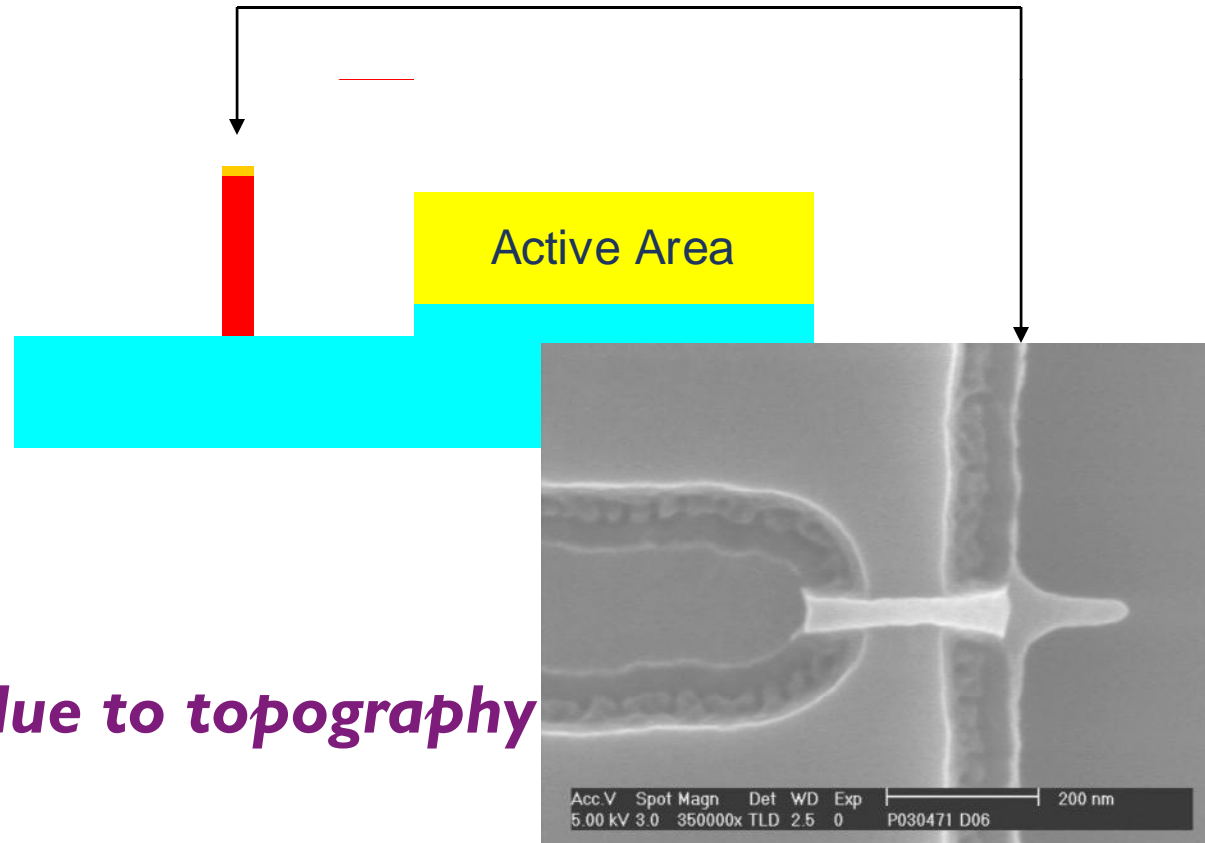 Active Area
due to topography
Acc.V Spot Magn Det WD Exp 200 nm
5.00 kV 3.0 350000x TLD 2.5 0 P030471 D06